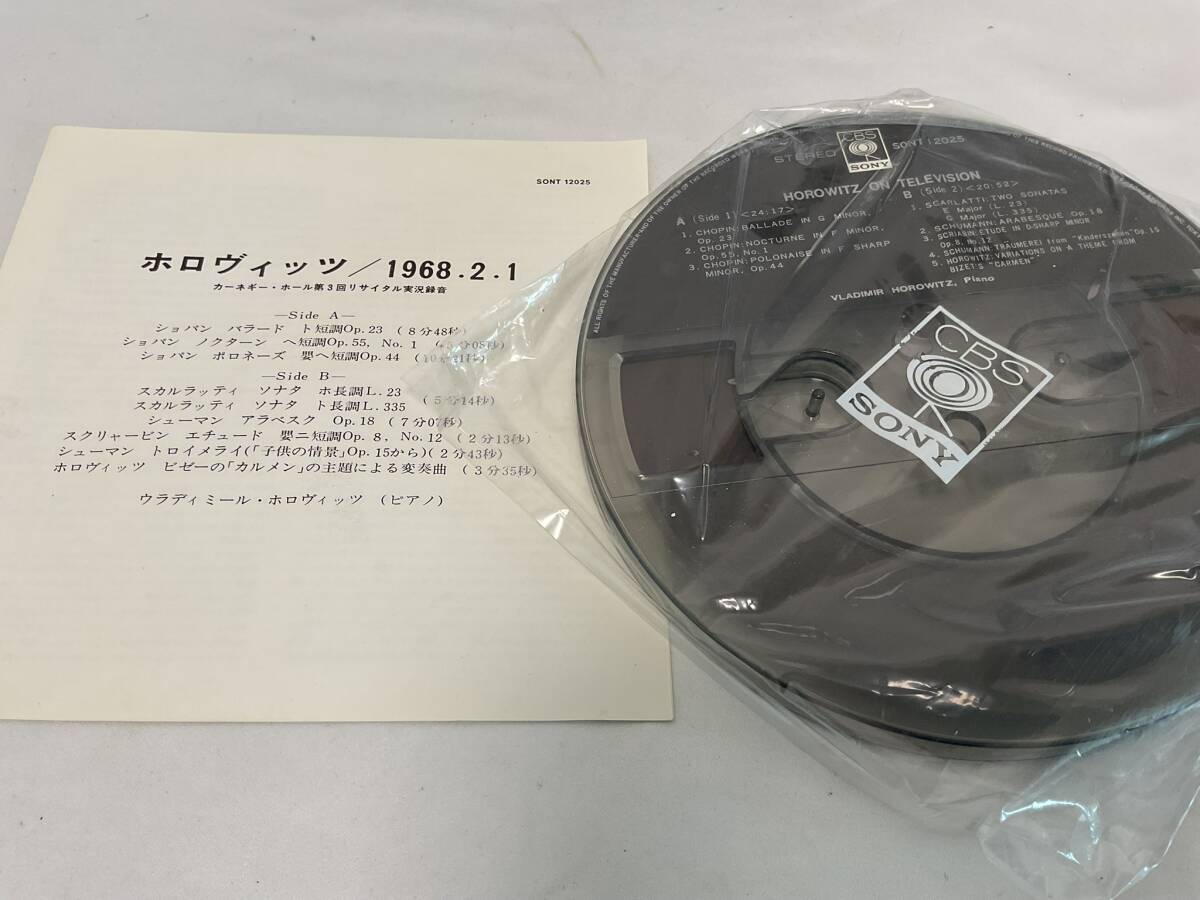 SONT 12025
ホロヴィッツ／1968.2.1
カーネギー・ホール第3回リサイタル実況録音
—Side A—
ショパン バラード ト短調Op.23 (8分48秒)
ショパン ノクターン ヘ短調Op.55, No.1 (5分08秒)
ショパン ポロネーズ 嬰ヘ短調Op.44 (10分21秒)
—Side B—
スカルラッティ ソナタ ホ長調L.23
スカルラッティ ソナタ ト長調L.335
(5分14秒)
シューマン アラベスク Op.18 (7分07秒)
スクリャービン エチュード 嬰ニ短調Op.8, No.12 (2分13秒)
シューマン トロイメライ(「子供の情景」Op.15から)(2分43秒)
ホロヴィッツ ビゼーの「カルメン」の主題による変奏曲 (3分35秒)
ウラディミール・ホロヴィッツ (ピアノ)
STEREO
CBS
SONY
SONT 12025
HOROWITZ ON TELEVISION
A (Side 1) <24:17>
1. CHOPIN: BALLADE IN G MINOR, Op. 23
2. CHOPIN: NOCTURNE IN F MINOR, Op. 55, No. 1
3. CHOPIN: POLONAISE IN F SHARP MINOR, Op. 44
B (Side 2) <20:52>
1. SCARLATTI: TWO SONATAS
E Major (L. 23)
G Major (L. 335)
2. SCHUMANN: ARABESQUE Op. 18
3. SCRIABIN: ETUDE IN D-SHARP MINOR Op. 8, No. 12
4. SCHUMANN: TRÄUMEREI from "Kinderszenen" Op. 15
5. HOROWITZ: VARIATIONS ON A THEME FROM BIZET'S "CARMEN"
VLADIMIR HOROWITZ, Piano
ALL RIGHTS OF THE MANUFACTURER AND OF THE OWNER OF THE RECORDED
CBS
SONY